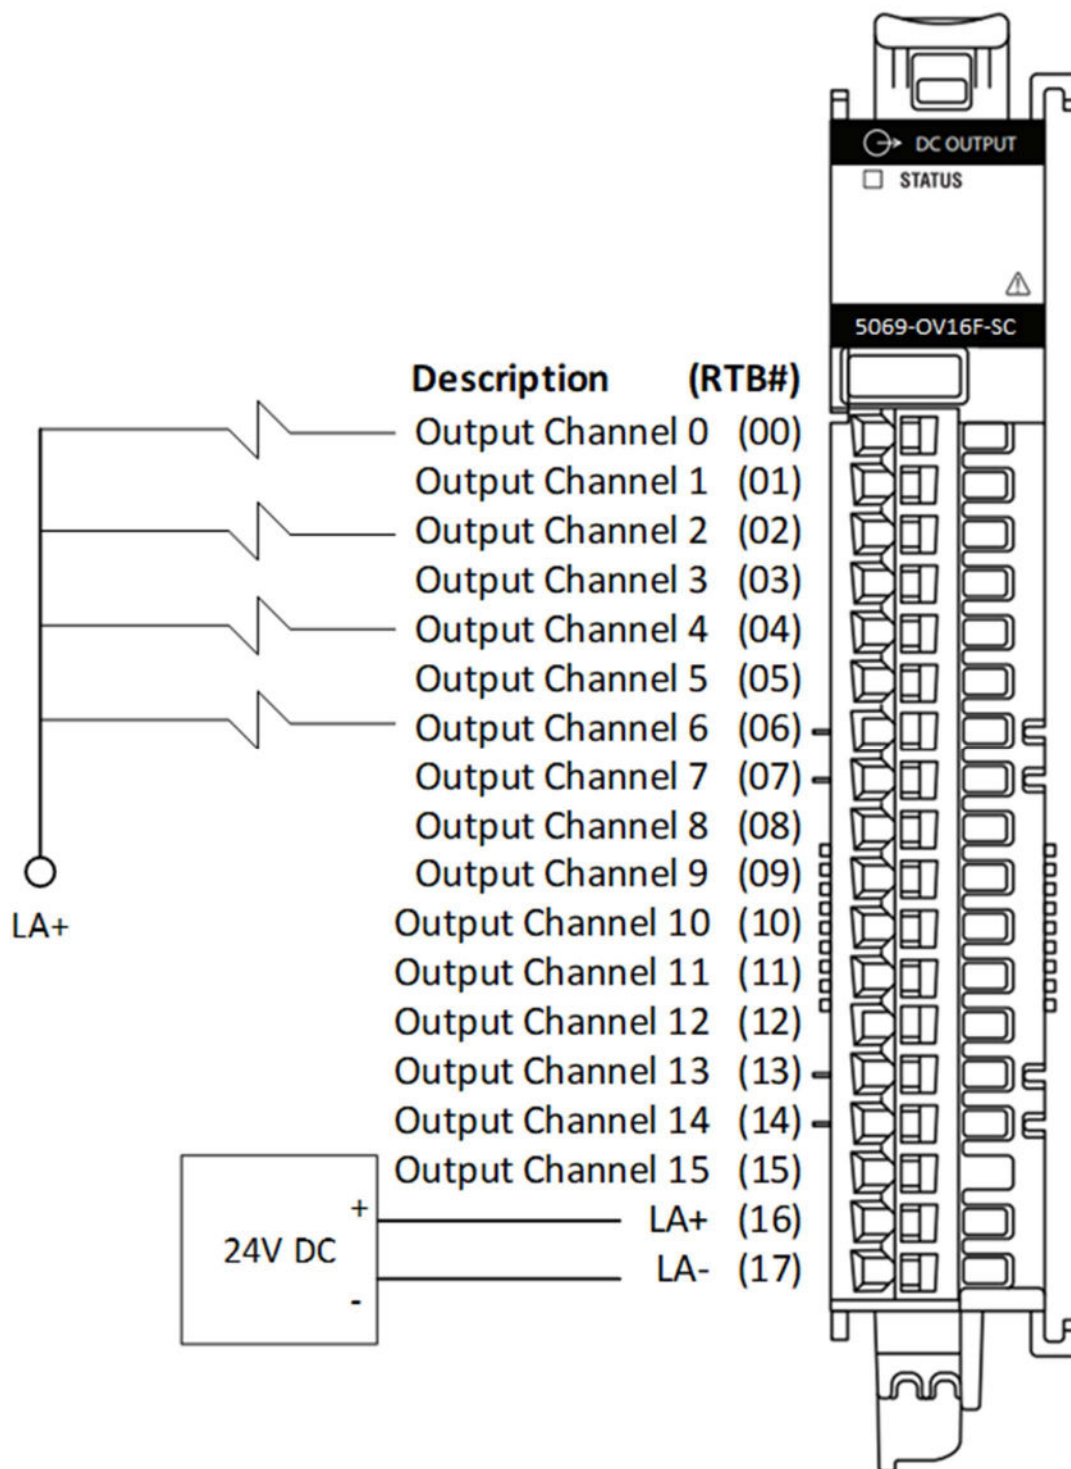 DC OUTPUT
STATUS
5069-OV16F-SC
Description (RTB#)
Output Channel 0 (00)
Output Channel 1 (01)
Output Channel 2 (02)
Output Channel 3 (03)
Output Channel 4 (04)
Output Channel 5 (05)
Output Channel 6 (06)
Output Channel 7 (07)
Output Channel 8 (08)
Output Channel 9 (09)
LA+
Output Channel 10 (10)
Output Channel 11 (11)
Output Channel 12 (12)
Output Channel 13 (13)
Output Channel 14 (14)
Output Channel 15 (15)
+ LA+ (16)
24V DC
- LA- (17)